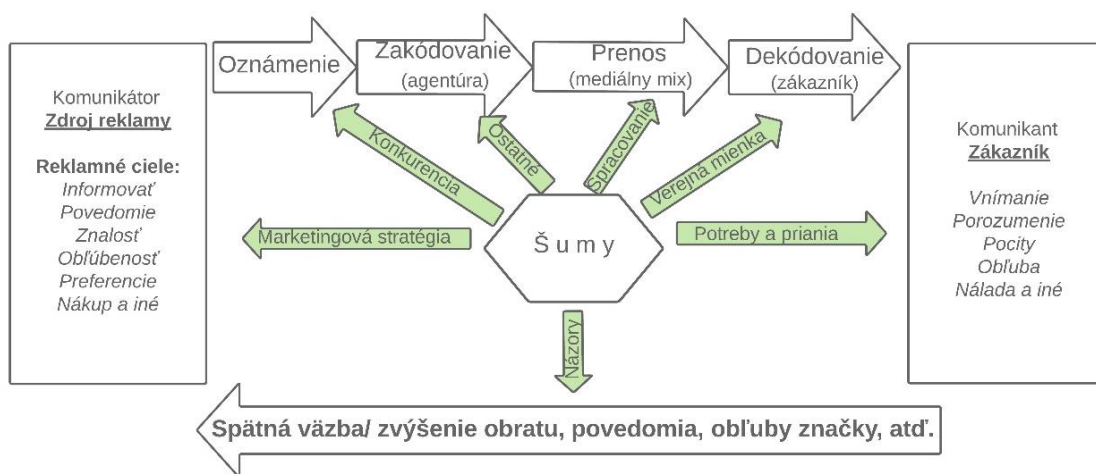 Komunikátor
Zdroj reklamy
Reklamné ciele:
Informovať
Povedomie
Znalosť
Obľúbenosť
Preferencie
Nákup a iné
Oznámenie
Zakódovanie
(agentúra)
Prenos
(mediálny mix)
Dekódovanie
(zákazník)
Konkurencia
Ostatné
Spracovanie
Verejná mienka
Marketingová stratégia
Š u m y
Potreby a priania
Názory
Komunikant
Zákazník
Vnímanie
Porozumenie
Pocity
Obľuba
Nálada a iné
Spätná väzba/ zvýšenie obratu, povedomia, obľuby značky, atď.